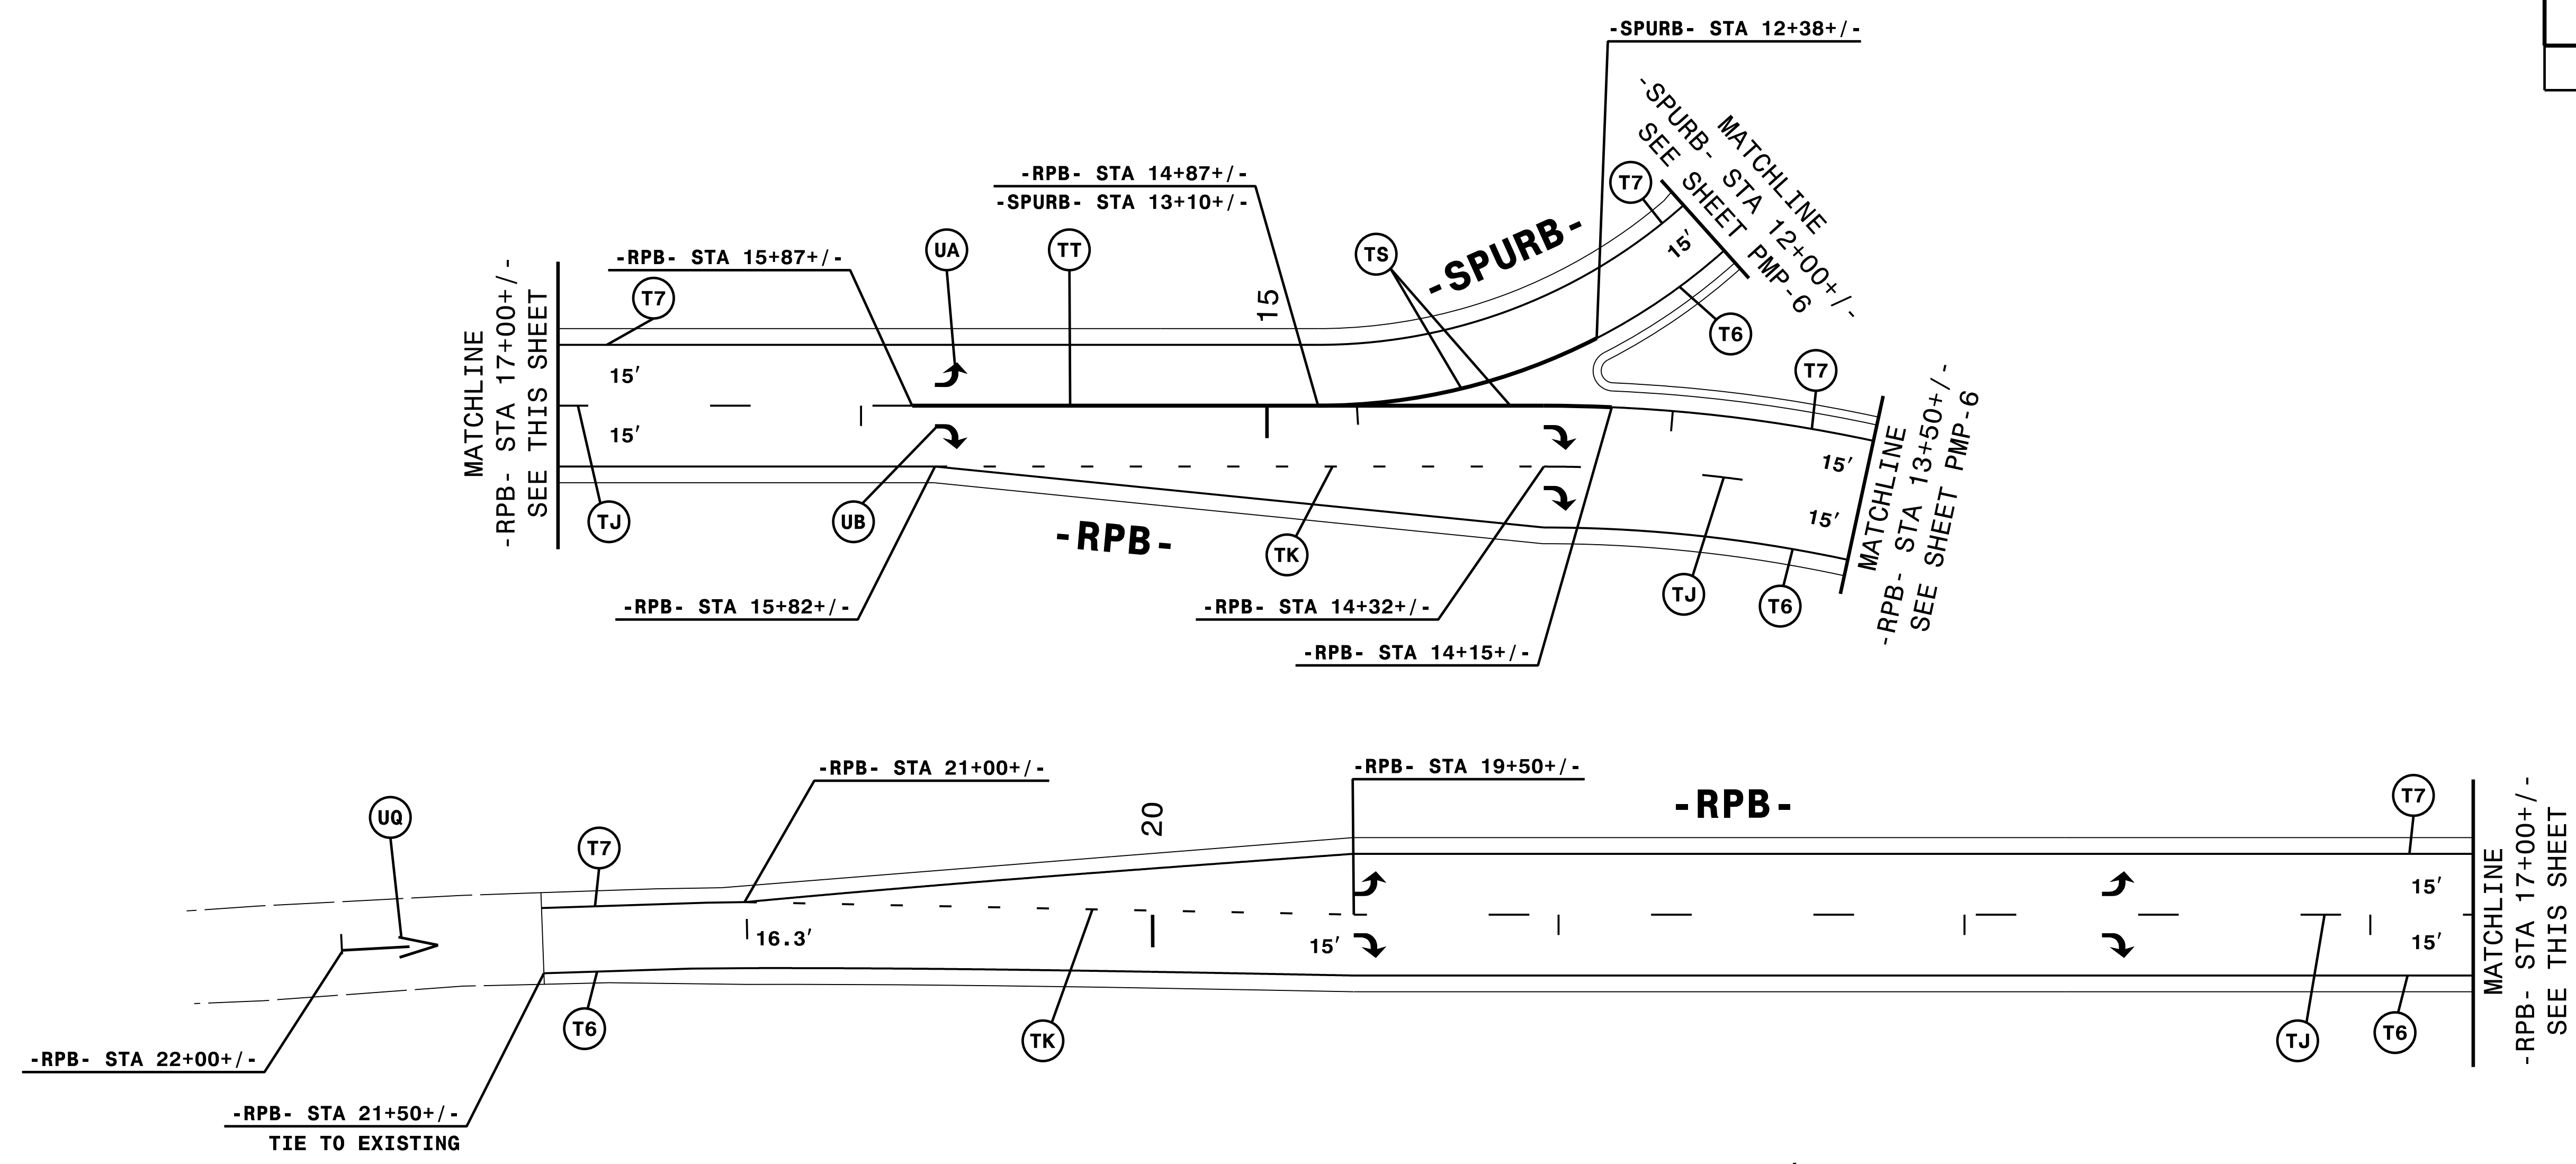 -SPURB- STA 12+38+/-
MATCHLINE
-SPURB- STA 12+00+/-
SEE SHEET PMP-6
-RPB- STA 14+87+/-
-SPURB- STA 13+10+/-
T7
15'
-SPURB-
UA
TT
TS
-RPB- STA 15+87+/-
T7
15
T6
MATCHLINE
-RPB- STA 17+00+/-
SEE THIS SHEET
15'
15'
T7
15'
15'
MATCHLINE
-RPB- STA 13+50+/-
SEE SHEET PMP-6
TJ
UB
-RPB-
TK
TJ
T6
-RPB- STA 15+82+/-
-RPB- STA 14+32+/-
-RPB- STA 14+15+/-
-RPB- STA 21+00+/-
-RPB- STA 19+50+/-
-RPB-
T7
UQ
T7
20
16.3'
15'
15'
15'
MATCHLINE
-RPB- STA 17+00+/-
SEE THIS SHEET
T6
TK
TJ
T6
-RPB- STA 22+00+/-
-RPB- STA 21+50+/-
TIE TO EXISTING